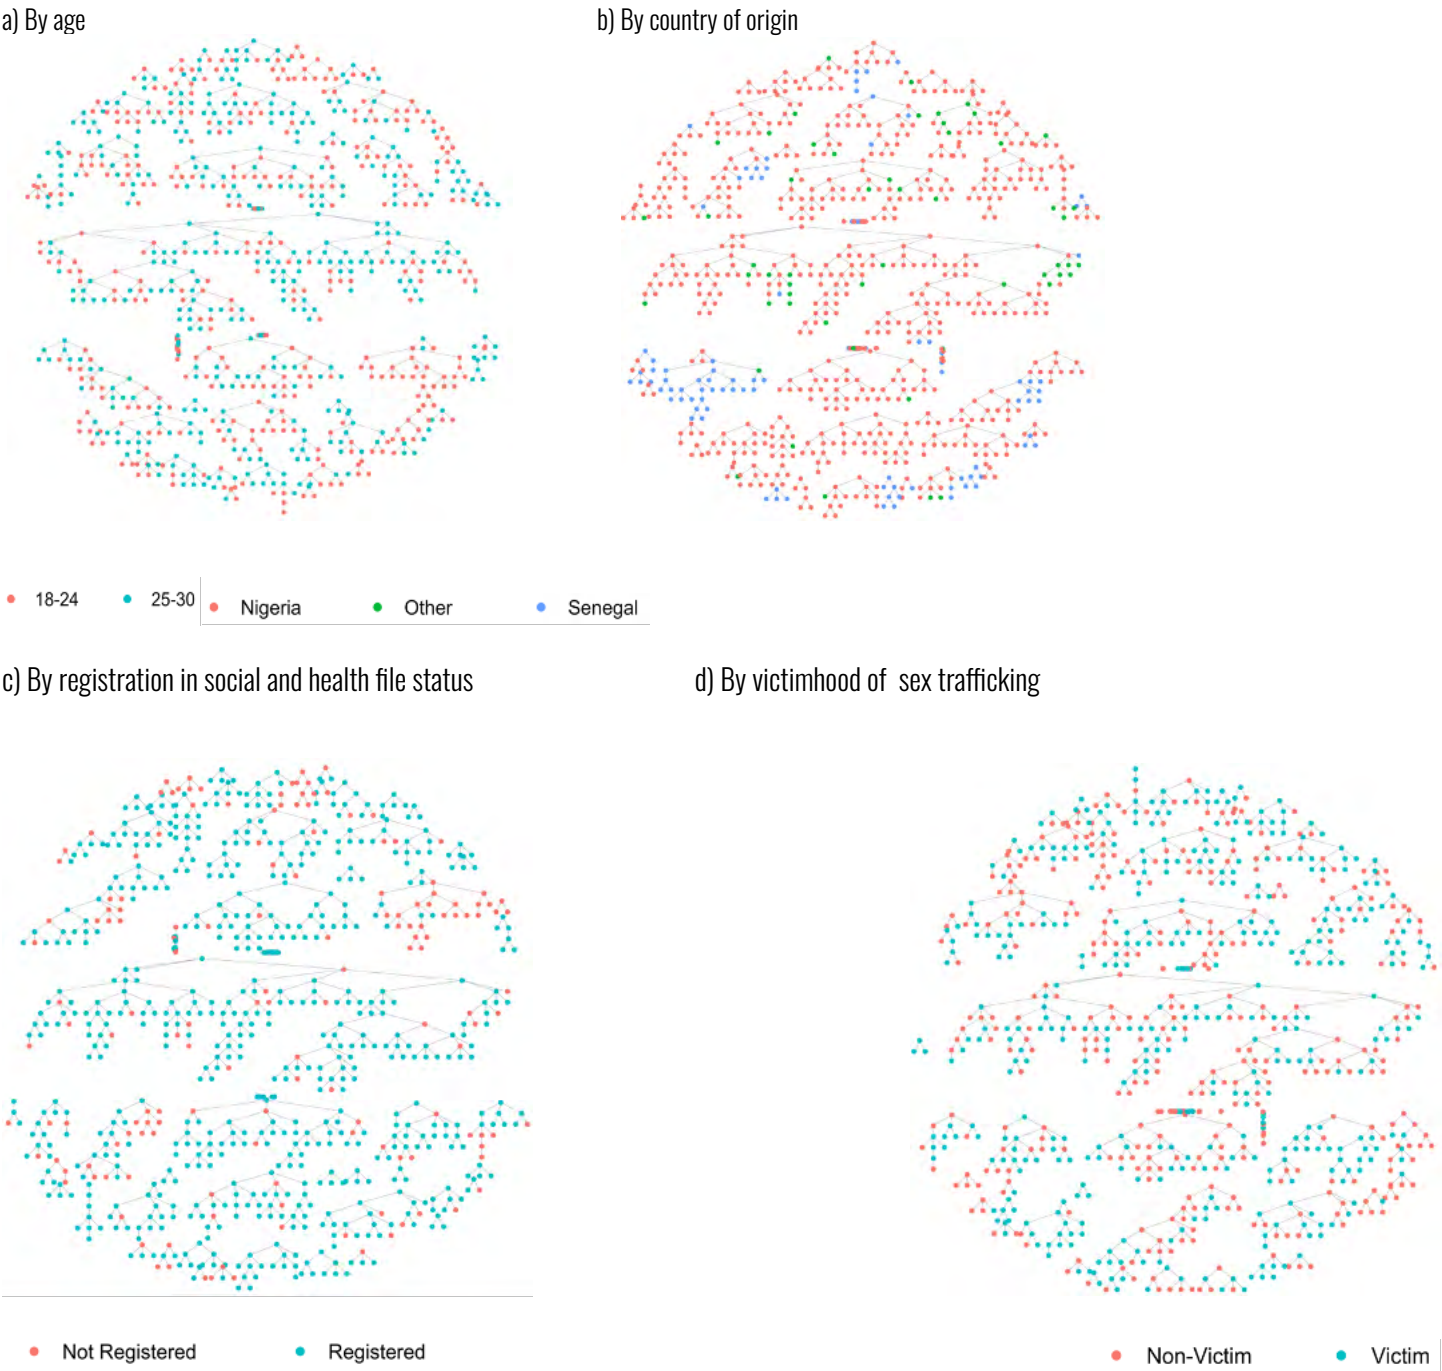 a) By age
b) By country of origin
18-24 25-30 Nigeria Other Senegal
c) By registration in social and health file status
d) By victimhood of sex trafficking
Not Registered Registered
Non-Victim Victim